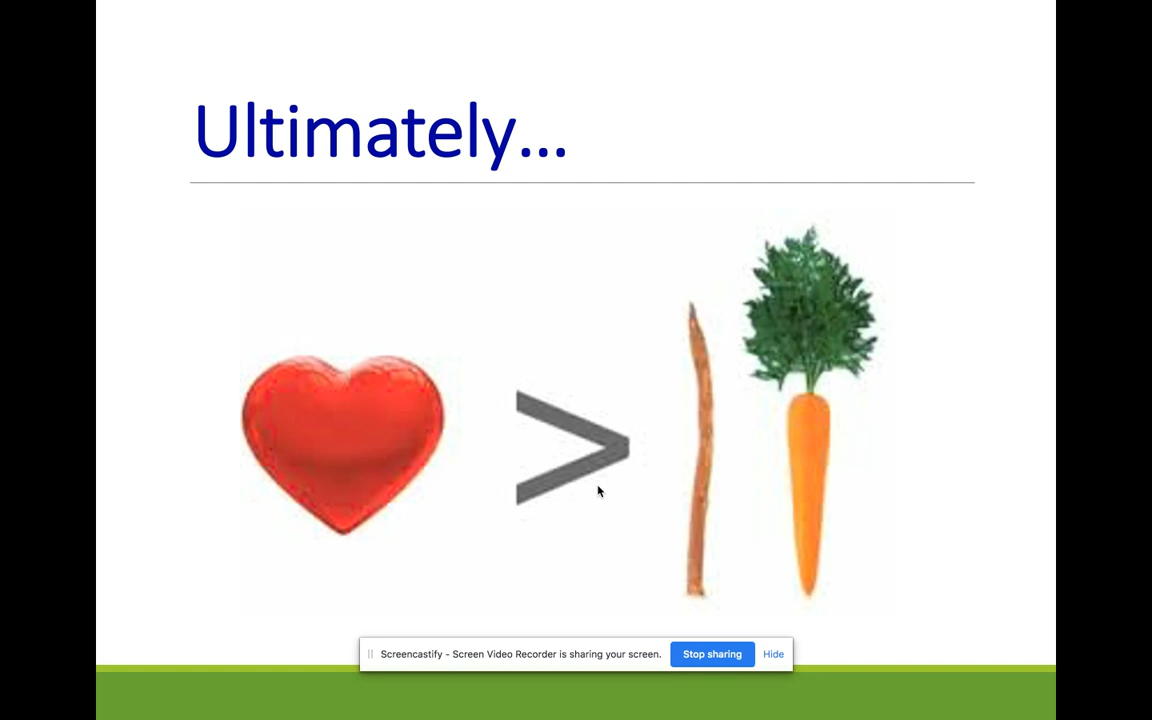 Ultimately...
>
Screencastify - Screen Video Recorder is sharing your screen.
Stop sharing
Hide